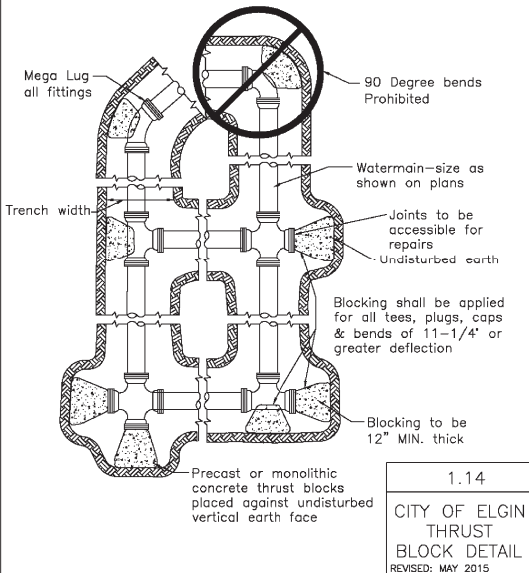 Mega Lug
all fittings
90 Degree bends
Prohibited
Watermain-size as
shown on plans
Trench width
Joints to be
accessible for
repairs
Undisturbed earth
Blocking shall be applied
for all tees, plugs, caps
& bends of 11-1/4° or
greater deflection
Blocking to be
12" MIN. thick
Precast or monolithic
concrete thrust blocks
placed against undisturbed
vertical earth face
1.14
CITY OF ELGIN
THRUST
BLOCK DETAIL
REVISED: MAY 2015